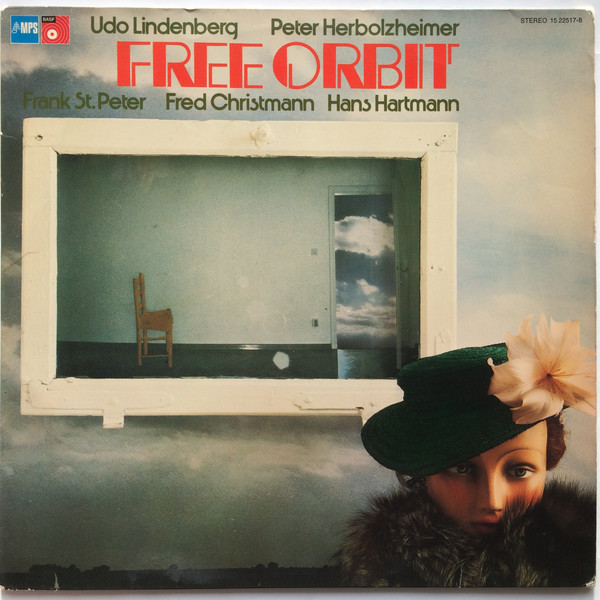 MPS BASF
STEREO 15 22517-8
Udo Lindenberg Peter Herbolzheimer
FREE ORBIT
Frank St. Peter Fred Christmann Hans Hartmann